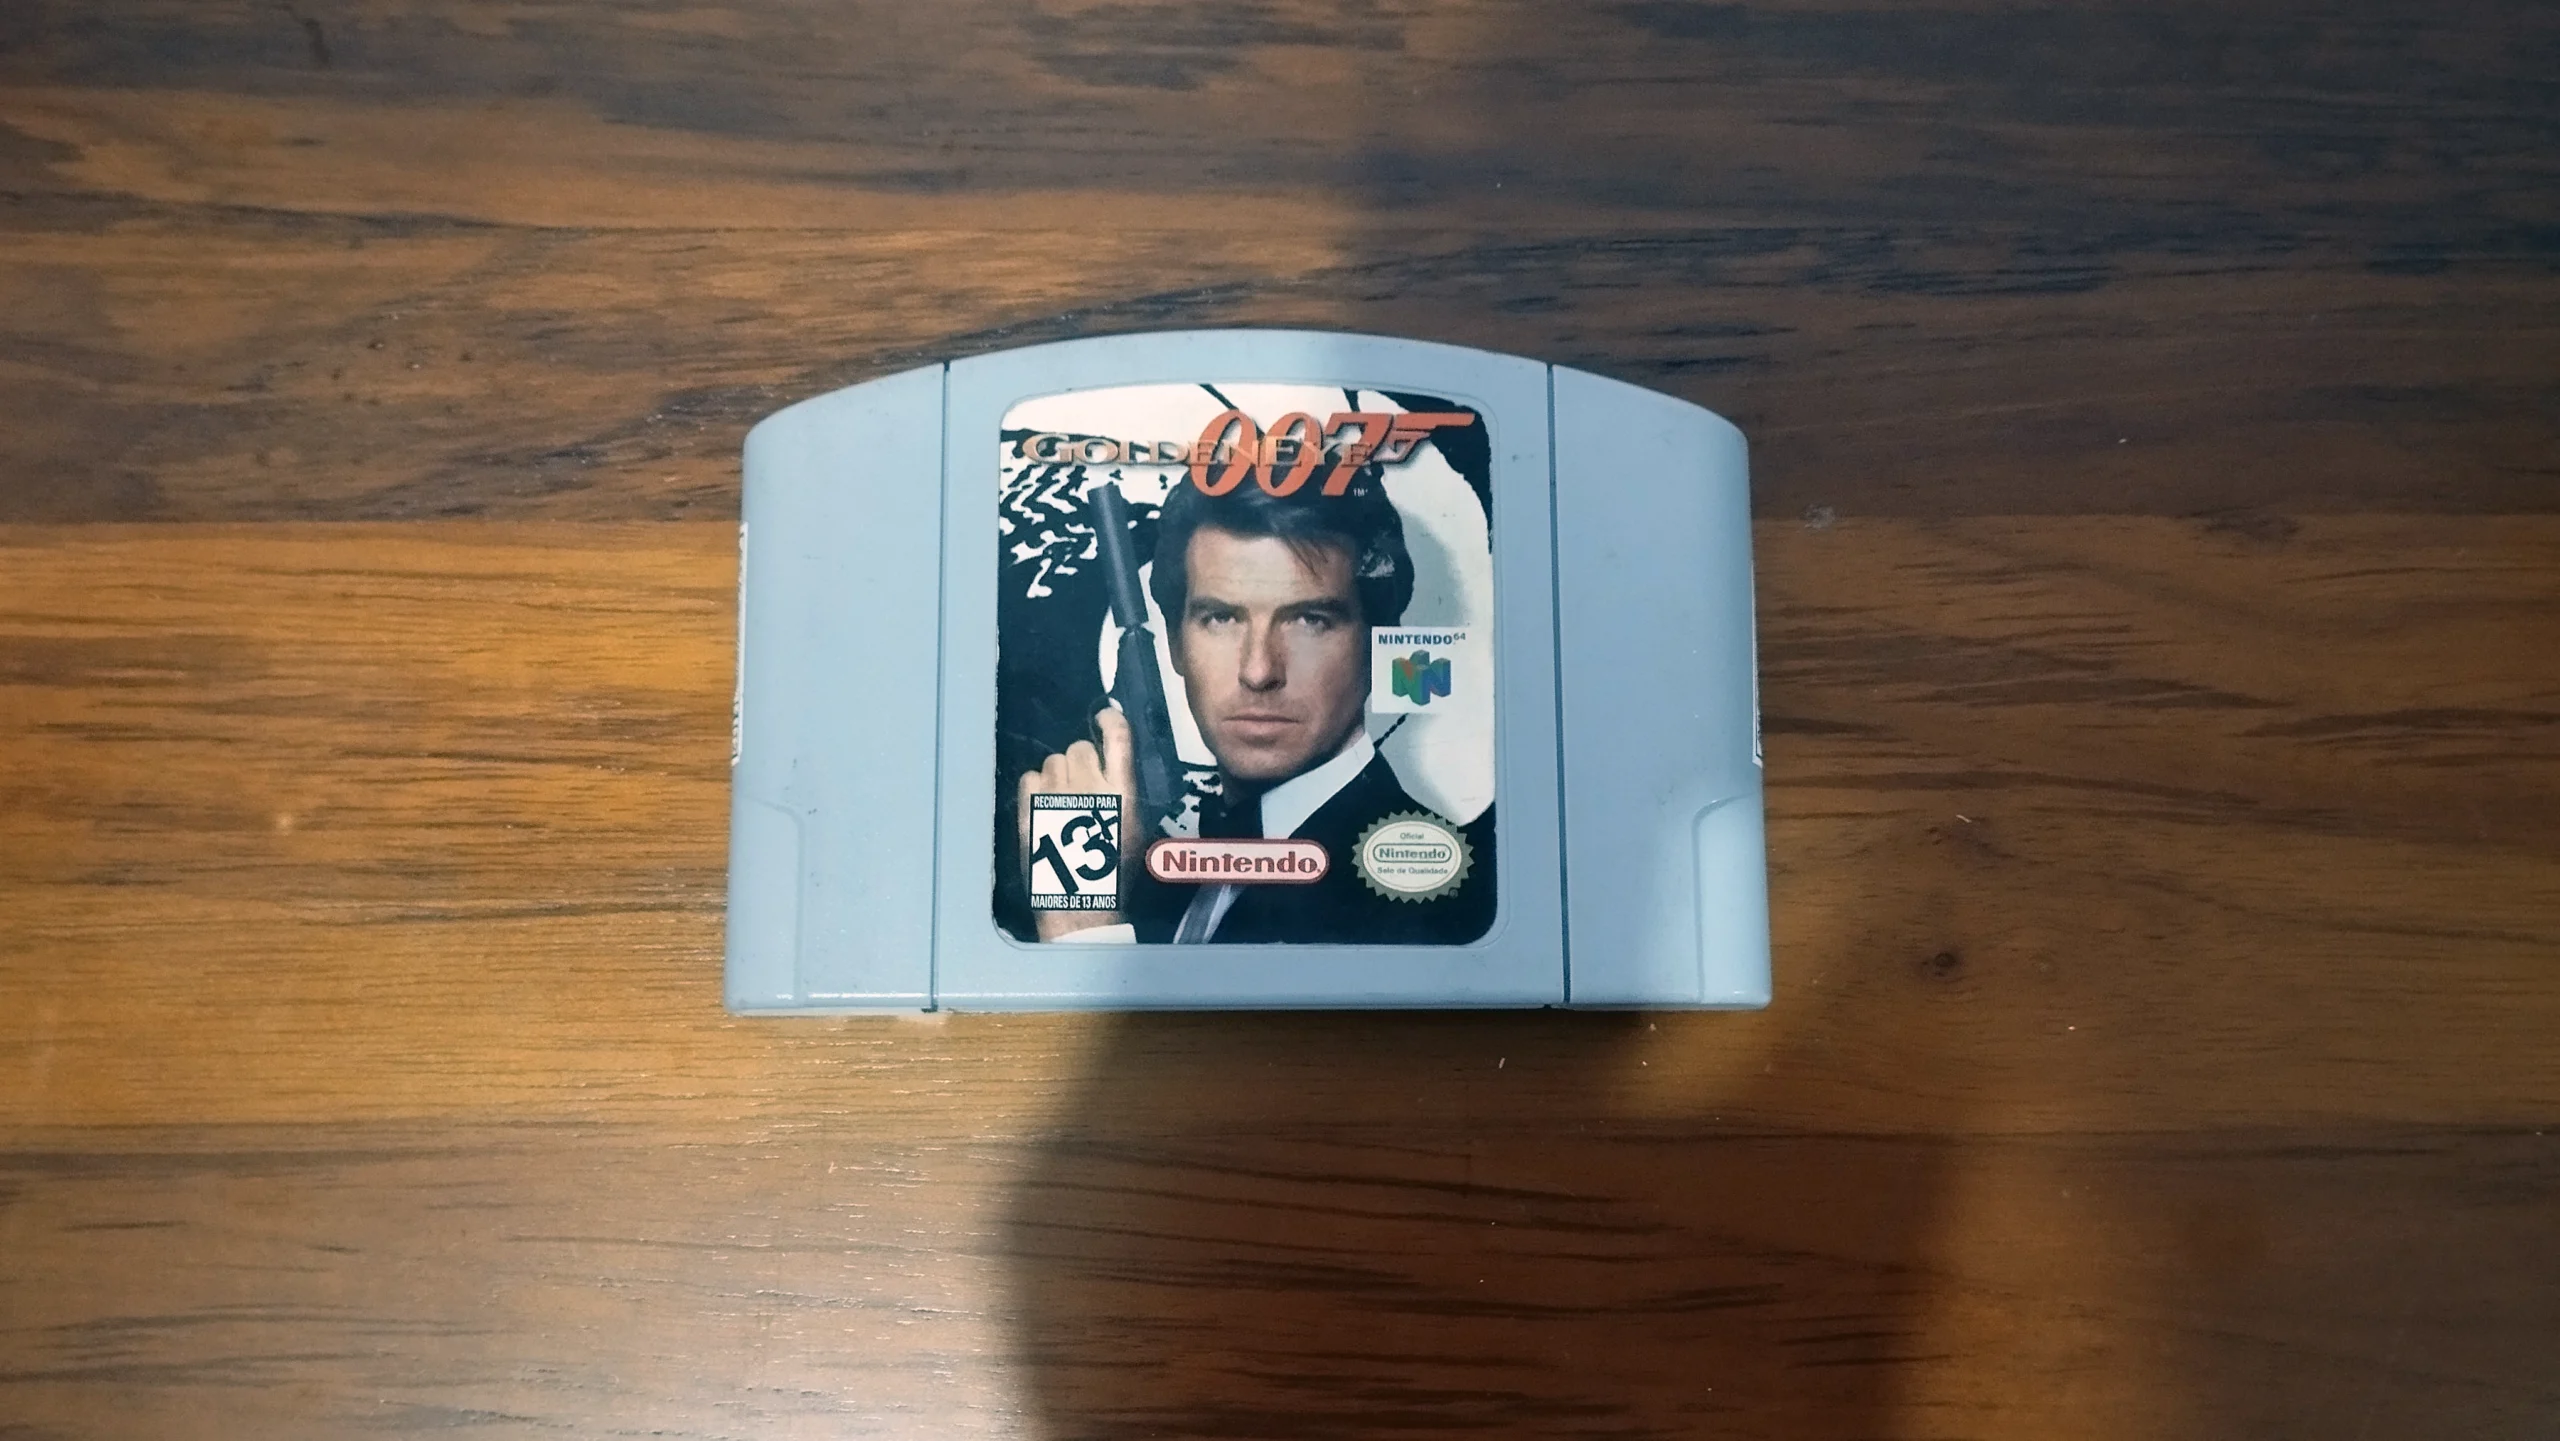 007
GOLDENEYE
TM
NINTENDO64
RECOMENDADO PARA
13+
MAIORES DE 13 ANOS
Nintendo
Oficial
Nintendo
Selo de Qualidade